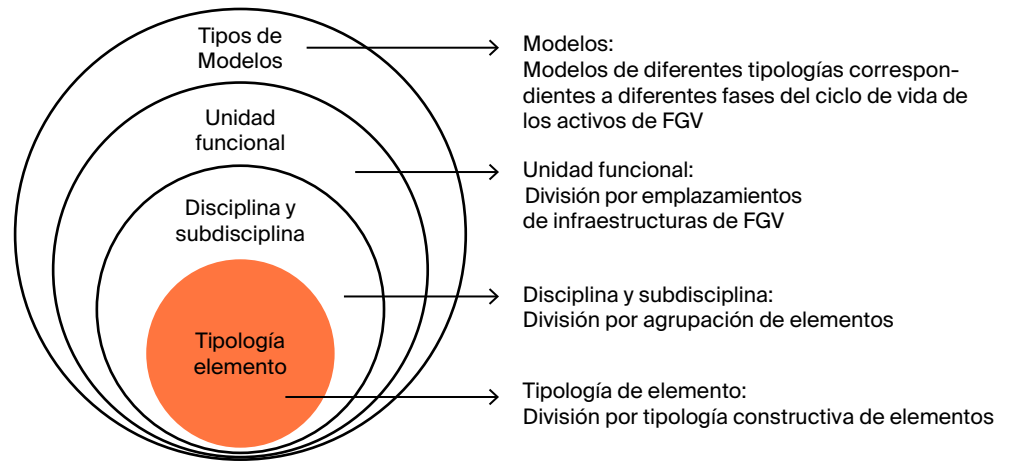 Tipos de
Modelos
Unidad
funcional
Disciplina y
subdisciplina
Tipología
elemento
Modelos:
Modelos de diferentes tipologías correspon-
dientes a diferentes fases del ciclo de vida de
los activos de FGV
Unidad funcional:
División por emplazamientos
de infraestructuras de FGV
Disciplina y subdisciplina:
División por agrupación de elementos
Tipología de elemento:
División por tipología constructiva de elementos